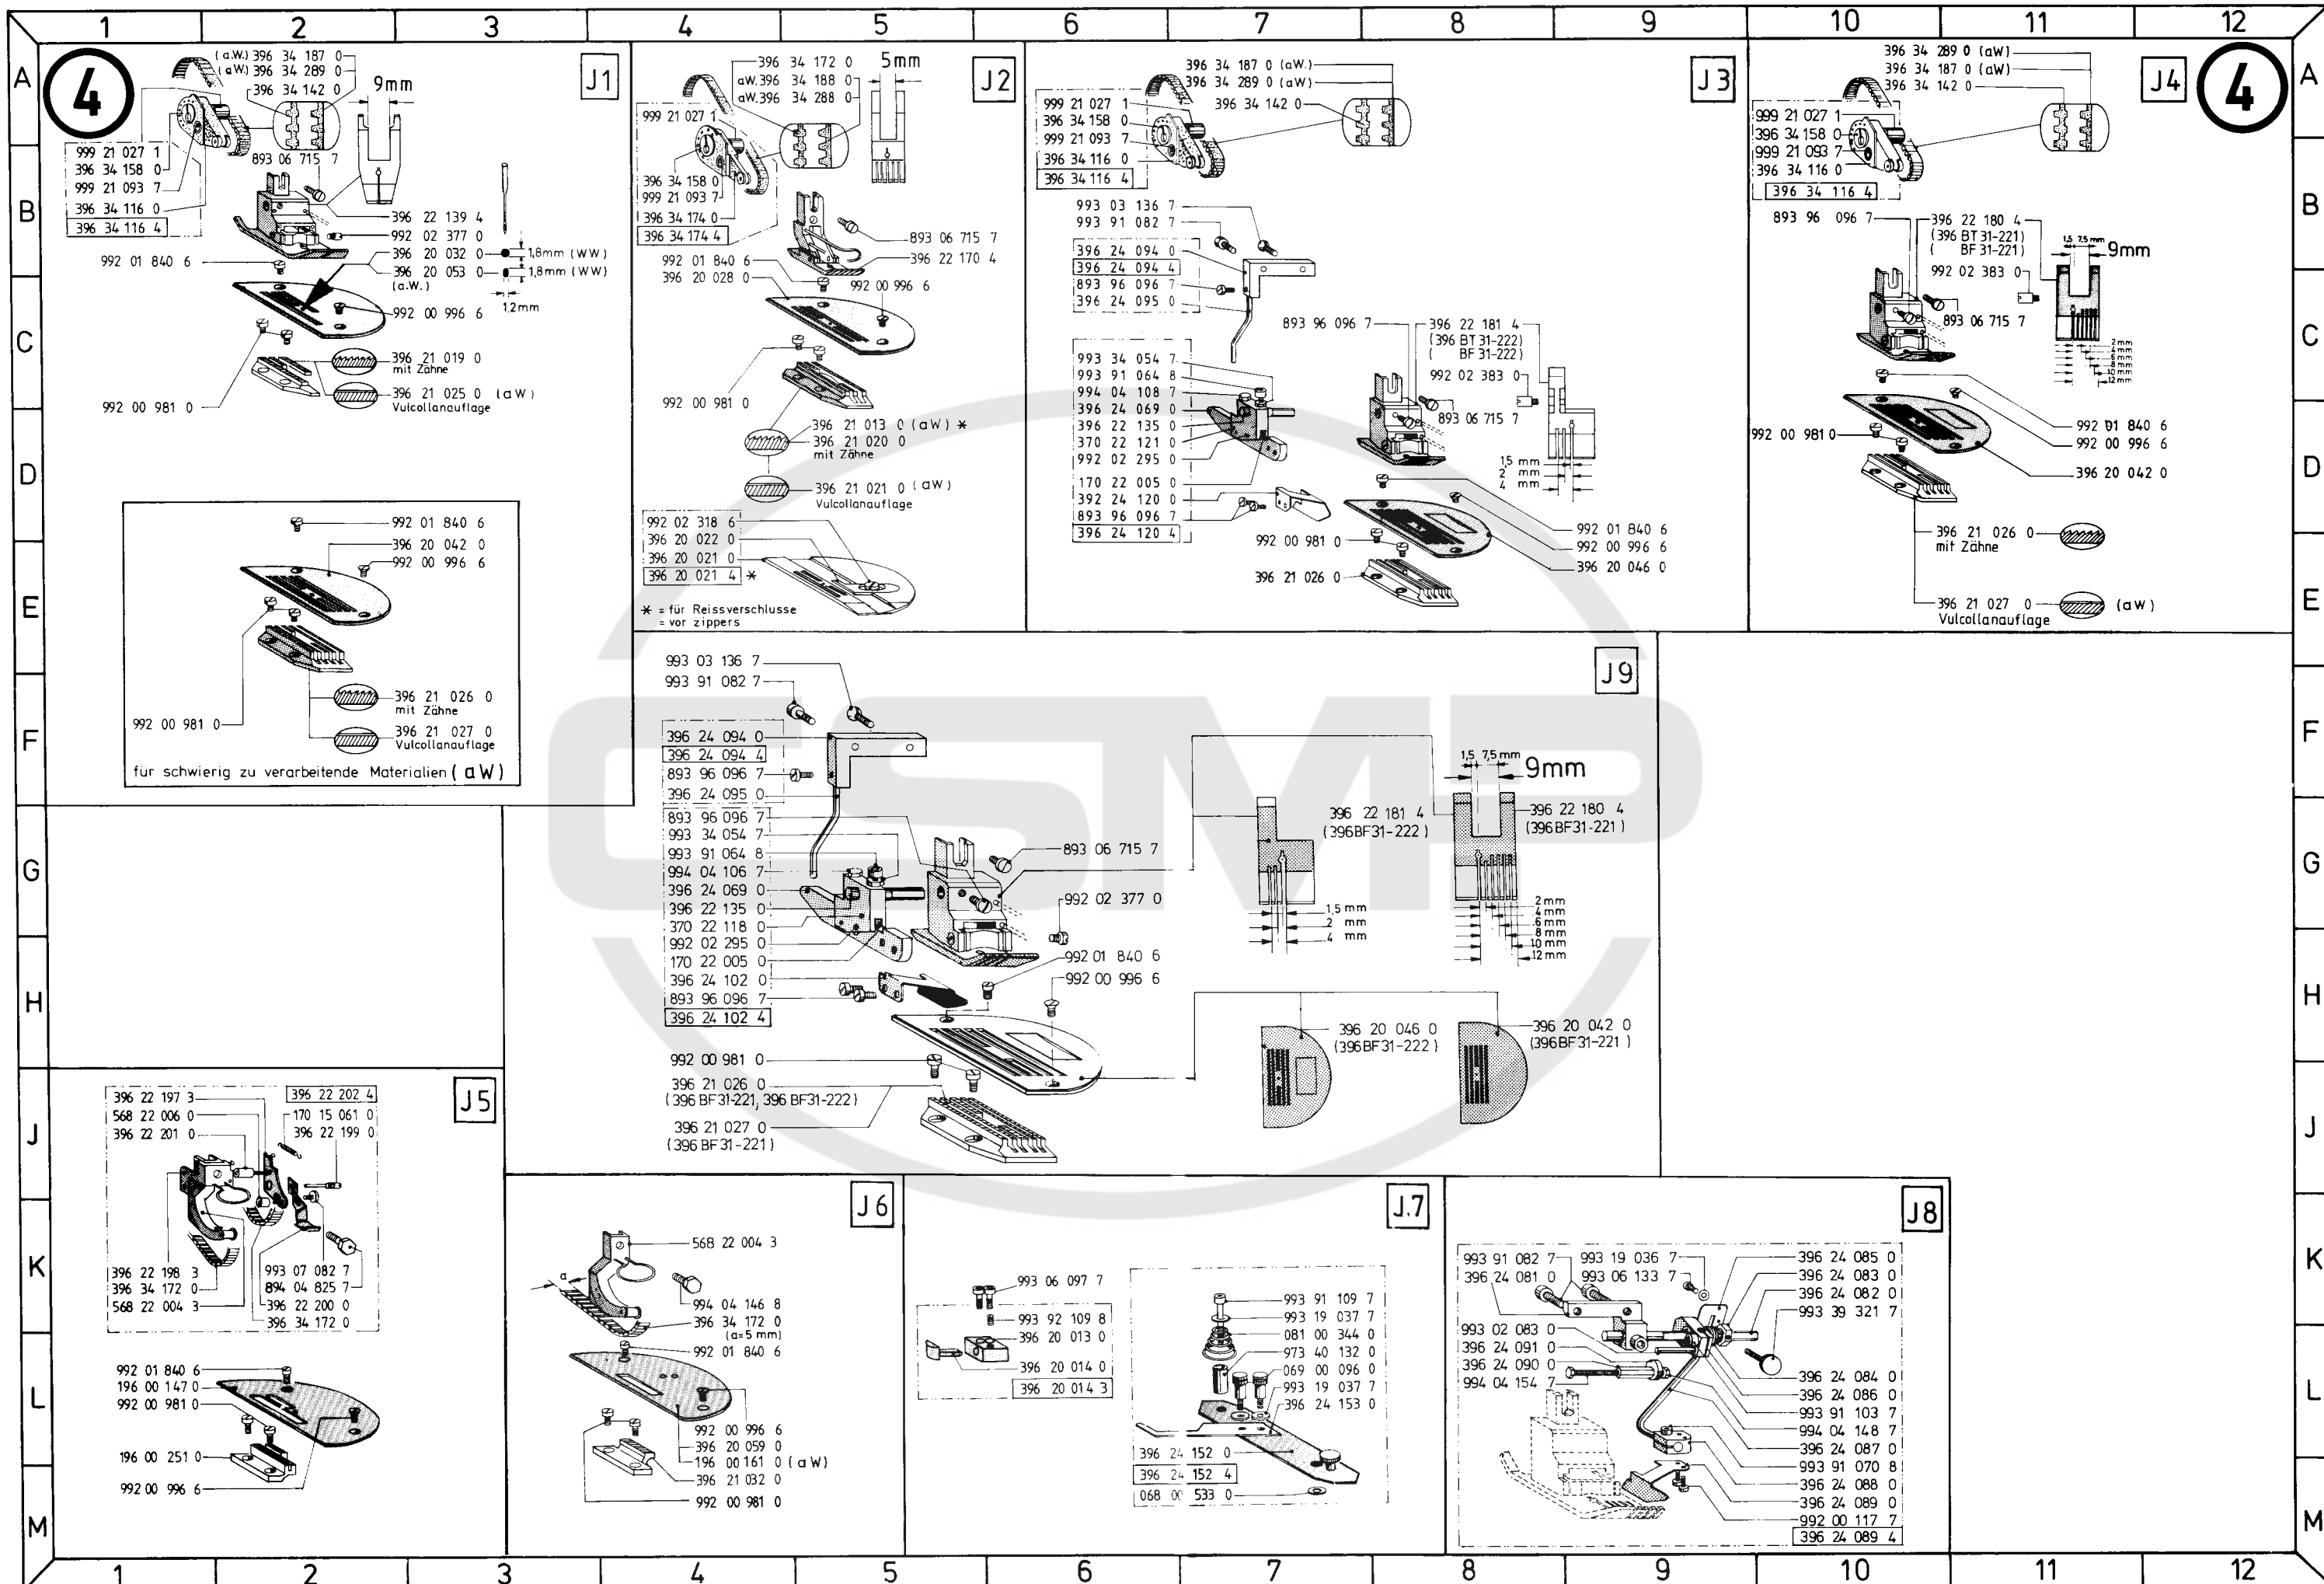 1 2 3 4 5 6 7 8 9 10 11 12
A
B
C
D
E
F
G
H
J
K
L
M
4
J1
(a.W.) 396 34 187 0
(aW.) 396 34 289 0
396 34 142 0
9mm
999 21 027 1
396 34 158 0
999 21 093 7
396 34 116 0
396 34 116 4
893 06 715 7
396 22 139 4
992 02 377 0
396 20 032 0
1,8mm (WW)
396 20 053 0
(a.W.)
1,8mm (WW)
1,2mm
992 01 840 6
992 00 996 6
396 21 019 0
mit Zähne
396 21 025 0 (aW)
Vulcollanauflage
992 00 981 0
992 01 840 6
396 20 042 0
992 00 996 6
396 21 026 0
mit Zähne
992 00 981 0
396 21 027 0
Vulcollanauflage
für schwierig zu verarbeitende Materialien (aW)
J2
396 34 172 0
aW.396 34 188 0
aW.396 34 288 0
5mm
999 21 027 1
396 34 158 0
999 21 093 7
396 34 174 0
396 34 174 4
893 06 715 7
396 22 170 4
992 01 840 6
396 20 028 0
992 00 996 6
992 00 981 0
396 21 013 0 (aW) *
396 21 020 0
mit Zähne
396 21 021 0 (aW)
Vulcollanauflage
992 02 318 6
396 20 022 0
396 20 021 0
396 20 021 4 *
* = für Reissverschlusse
= vor zippers
J3
396 34 187 0 (aW.)
396 34 289 0 (aW)
396 34 142 0
999 21 027 1
396 34 158 0
999 21 093 7
396 34 116 0
396 34 116 4
993 03 136 7
993 91 082 7
396 24 094 0
396 24 094 4
893 96 096 7
396 24 095 0
993 34 054 7
993 91 064 8
994 04 108 7
396 24 069 0
396 22 135 0
370 22 121 0
992 02 295 0
170 22 005 0
392 24 120 0
893 96 096 7
396 24 120 4
893 96 096 7
396 22 181 4
(396 BT 31-222)
( BF 31-222)
992 02 383 0
893 06 715 7
1,5 mm
2 mm
4 mm
992 01 840 6
992 00 996 6
396 20 046 0
992 00 981 0
396 21 026 0
J4
4
396 34 289 0 (aW)
396 34 187 0 (aW)
396 34 142 0
999 21 027 1
396 34 158 0
999 21 093 7
396 34 116 0
396 34 116 4
893 96 096 7
396 22 180 4
(396 BT 31-221)
( BF 31-221)
992 02 383 0
893 06 715 7
1,5 7,5 mm
9mm
2mm
4mm
6mm
8mm
10 mm
12mm
992 01 840 6
992 00 996 6
992 00 981 0
396 20 042 0
396 21 026 0
mit Zähne
396 21 027 0 (aW)
Vulcollanauflage
J9
993 03 136 7
993 91 082 7
396 24 094 0
396 24 094 4
893 96 096 7
396 24 095 0
893 96 096 7
993 34 054 7
993 91 064 8
994 04 106 7
396 24 069 0
396 22 135 0
370 22 118 0
992 02 295 0
170 22 005 0
396 24 102 0
893 96 096 7
396 24 102 4
893 06 715 7
992 02 377 0
992 01 840 6
992 00 996 6
992 00 981 0
396 21 026 0
(396 BF31-221, 396 BF31-222)
396 21 027 0
(396 BF 31-221)
396 22 181 4
(396BF31-222)
1,5 mm
2 mm
4 mm
1,5 7,5 mm
9mm
396 22 180 4
(396BF31-221)
2 mm
4mm
6mm
8mm
10mm
12mm
396 20 046 0
(396BF31-222)
396 20 042 0
(396BF31-221)
CSMP
J5
396 22 197 3
568 22 006 0
396 22 201 0
396 22 202 4
170 15 061 0
396 22 199 0
396 22 198 3
396 34 172 0
568 22 004 3
993 07 082 7
894 04 825 7
396 22 200 0
396 34 172 0
992 01 840 6
196 00 147 0
992 00 981 0
196 00 251 0
992 00 996 6
J6
568 22 004 3
a
994 04 146 8
396 34 172 0
(a=5 mm)
992 01 840 6
992 00 996 6
396 20 059 0
196 00 161 0 (aW)
396 21 032 0
992 00 981 0
J.7
993 06 097 7
993 92 109 8
396 20 013 0
396 20 014 0
396 20 014 3
993 91 109 7
993 19 037 7
081 00 344 0
973 40 132 0
069 00 096 0
993 19 037 7
396 24 153 0
396 24 152 0
396 24 152 4
068 00 533 0
J8
993 91 082 7
396 24 081 0
993 19 036 7
993 06 133 7
396 24 085 0
396 24 083 0
396 24 082 0
993 39 321 7
993 02 083 0
396 24 091 0
396 24 090 0
994 04 154 7
396 24 084 0
396 24 086 0
993 91 103 7
994 04 148 7
396 24 087 0
993 91 070 8
396 24 088 0
396 24 089 0
992 00 117 7
396 24 089 4
A
B
C
D
E
F
G
H
J
K
L
M
1 2 3 4 5 6 7 8 9 10 11 12